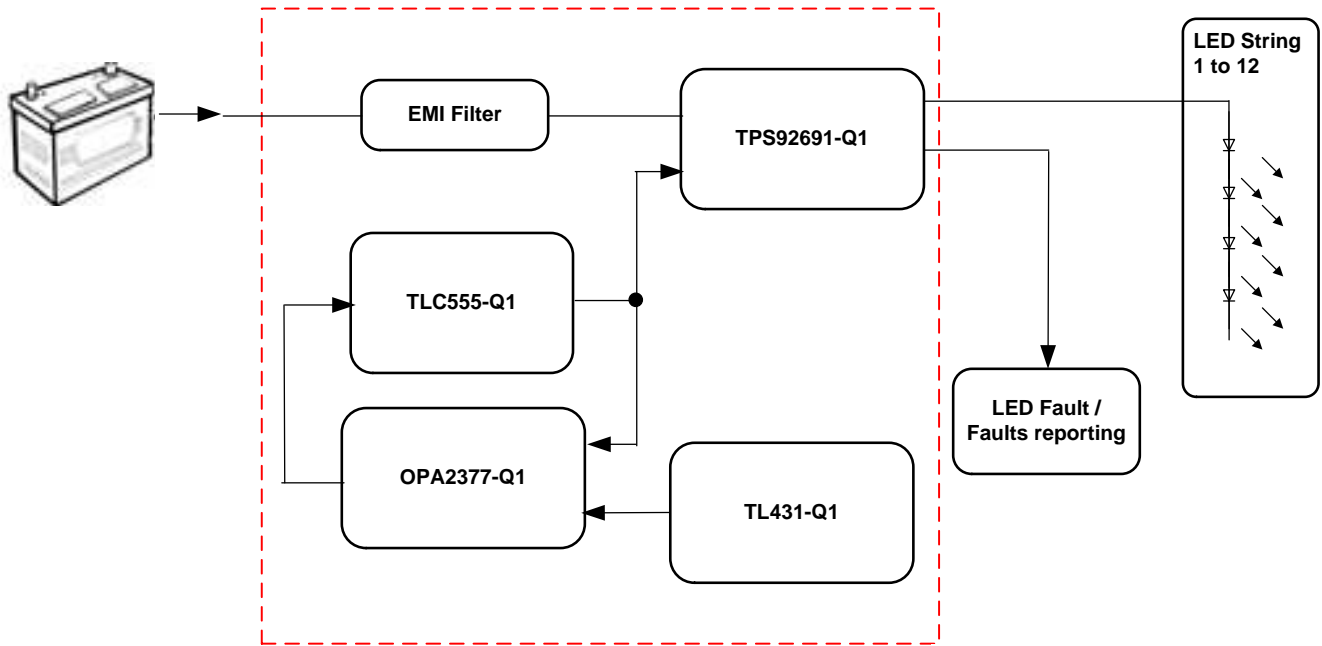 LED String
1 to 12
EMI Filter
TPS92691-Q1
TLC555-Q1
LED Fault /
Faults reporting
OPA2377-Q1
TL431-Q1